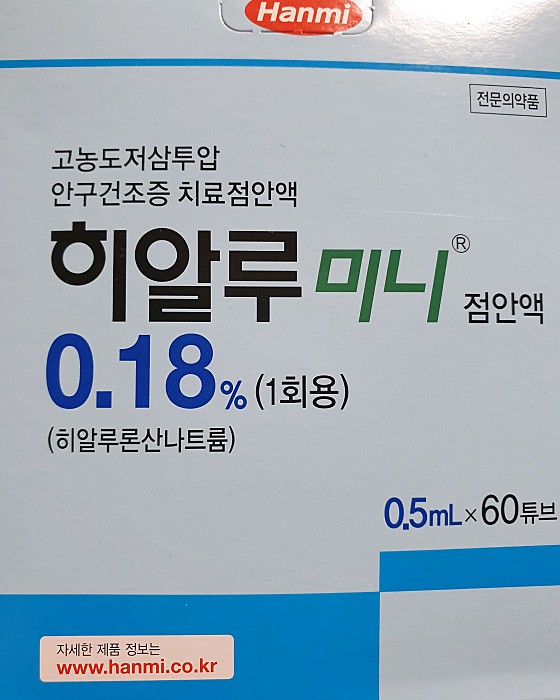 Hanmi
전문의약품
고농도저삼투압
안구건조증 치료점안액
히알루미니® 점안액
0.18% (1회용)
(히알루론산나트륨)
0.5mL×60튜브
자세한 제품 정보는
www.hanmi.co.kr